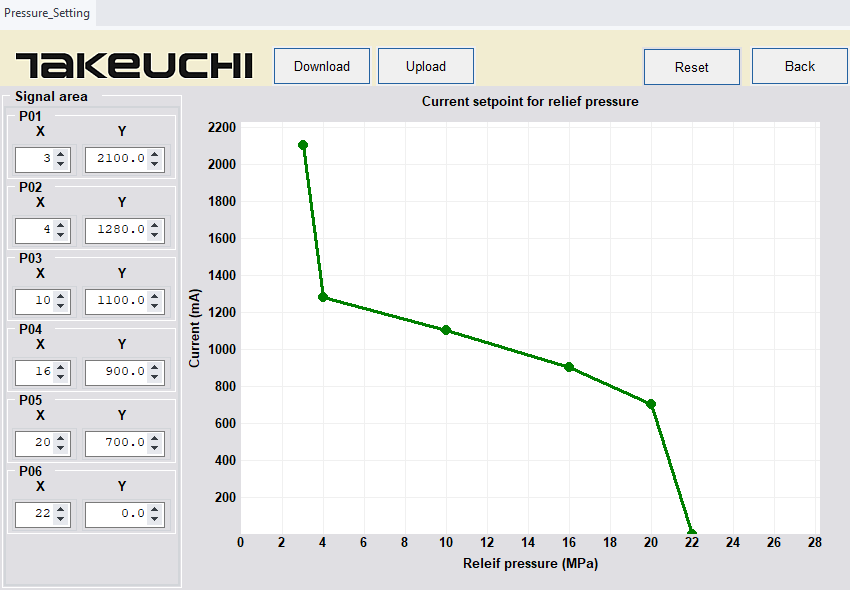 Pressure_Setting
TAKEUCHI
Download Upload Reset Back
Signal area
P01
X Y
3 2100.0
P02
X Y
4 1280.0
P03
X Y
10 1100.0
P04
X Y
16 900.0
P05
X Y
20 700.0
P06
X Y
22 0.0
Current setpoint for relief pressure
Current (mA)
2200
2000
1800
1600
1400
1200
1000
800
600
400
200
0 2 4 6 8 10 12 14 16 18 20 22 24 26 28
Releif pressure (MPa)